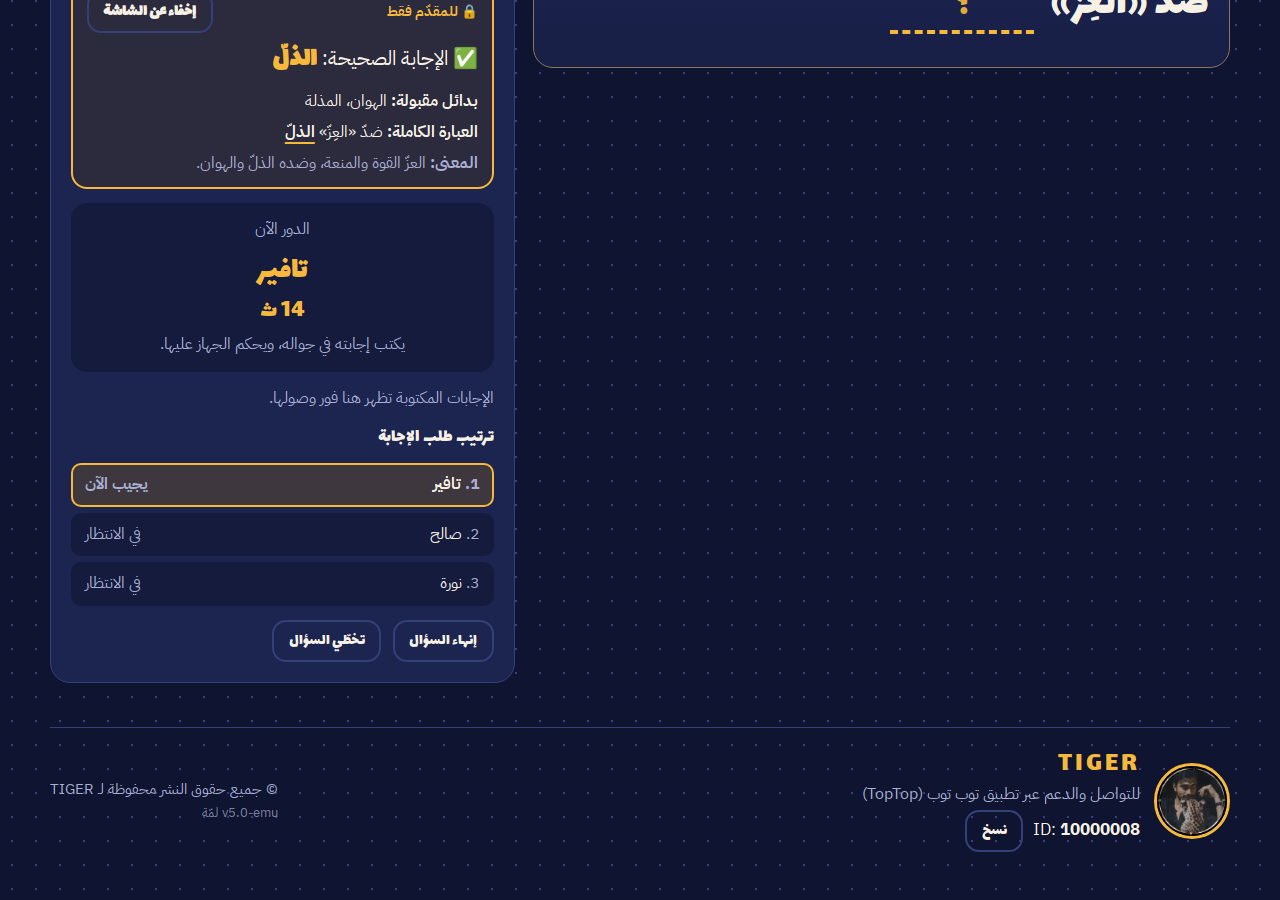 ضدّ «العِزّ» ؟
🔒 للمقدّم فقط
إخفاء عن الشاشة
✅ الإجابة الصحيحة: الذلّ
بدائل مقبولة: الهوان، المذلة
العبارة الكاملة: ضدّ «العِزّ» الذلّ
المعنى: العزّ القوة والمنعة، وضده الذلّ والهوان.
الدور الآن
تافير
14 ث
يكتب إجابته في جواله، ويحكم الجهاز عليها.
الإجابات المكتوبة تظهر هنا فور وصولها.
ترتيب طلب الإجابة
1. تافير يجيب الآن
2. صالح في الانتظار
3. نورة في الانتظار
إنهاء السؤال
تخطّي السؤال
TIGER
للتواصل والدعم عبر تطبيق توب توب (TopTop)
ID: 10000008
نسخ
© جميع حقوق النشر محفوظة لـ TIGER
لمّة v5.0-emu